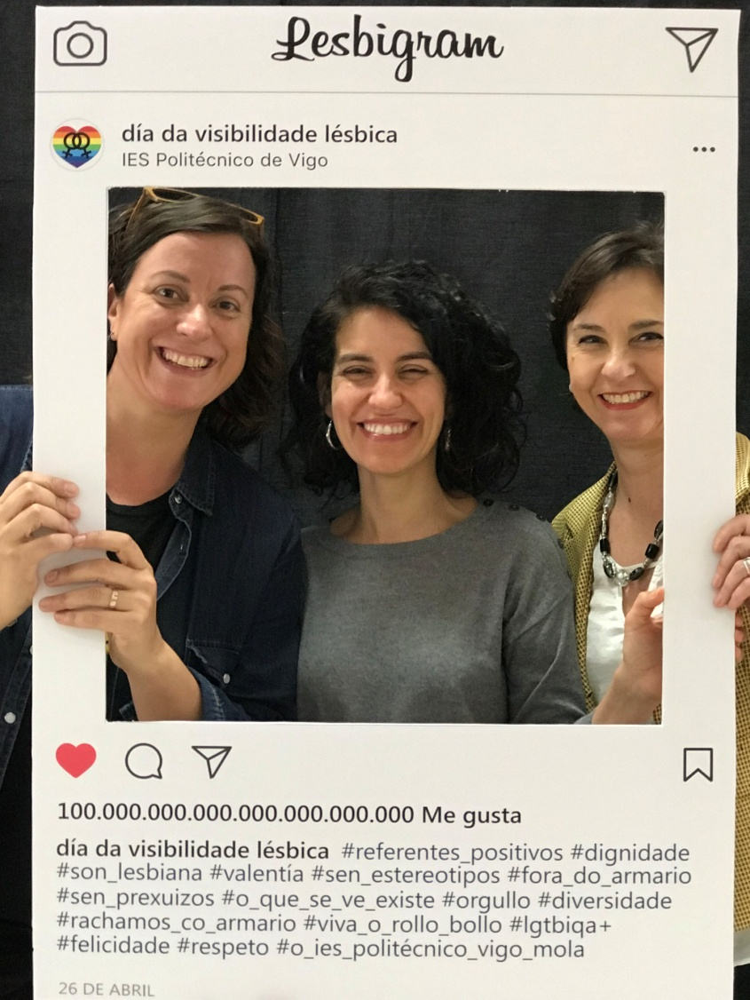 Lesbigram
día da visibilidade lésbica
IES Politécnico de Vigo
100.000.000.000.000.000.000.000 Me gusta
día da visibilidade lésbica #referentes_positivos #dignidade
#son_lesbiana #valentía #sen_estereotipos #fora_do_armario
#sen_prexuizos #o_que_se_ve_existe #orgullo #diversidade
#rachamos_co_armario #viva_o_rollo_bollo #lgtbiqa+
#felicidade #respeto #o_ies_politécnico_vigo_mola
26 DE ABRIL